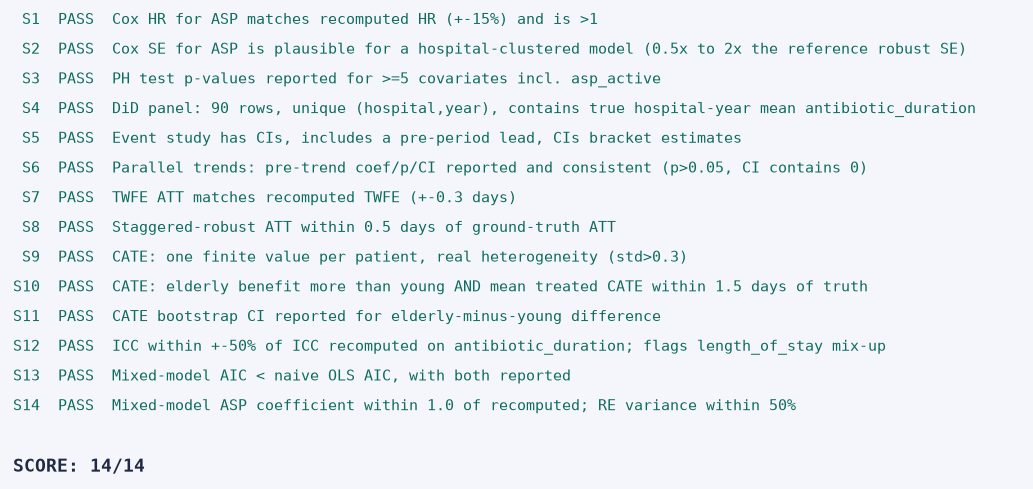 S1 PASS Cox HR for ASP matches recomputed HR (+-15%) and is >1
S2 PASS Cox SE for ASP is plausible for a hospital-clustered model (0.5x to 2x the reference robust SE)
S3 PASS PH test p-values reported for >=5 covariates incl. asp_active
S4 PASS DiD panel: 90 rows, unique (hospital,year), contains true hospital-year mean antibiotic_duration
S5 PASS Event study has CIs, includes a pre-period lead, CIs bracket estimates
S6 PASS Parallel trends: pre-trend coef/p/CI reported and consistent (p>0.05, CI contains 0)
S7 PASS TWFE ATT matches recomputed TWFE (+-0.3 days)
S8 PASS Staggered-robust ATT within 0.5 days of ground-truth ATT
S9 PASS CATE: one finite value per patient, real heterogeneity (std>0.3)
S10 PASS CATE: elderly benefit more than young AND mean treated CATE within 1.5 days of truth
S11 PASS CATE bootstrap CI reported for elderly-minus-young difference
S12 PASS ICC within +-50% of ICC recomputed on antibiotic_duration; flags length_of_stay mix-up
S13 PASS Mixed-model AIC < naive OLS AIC, with both reported
S14 PASS Mixed-model ASP coefficient within 1.0 of recomputed; RE variance within 50%
SCORE: 14/14